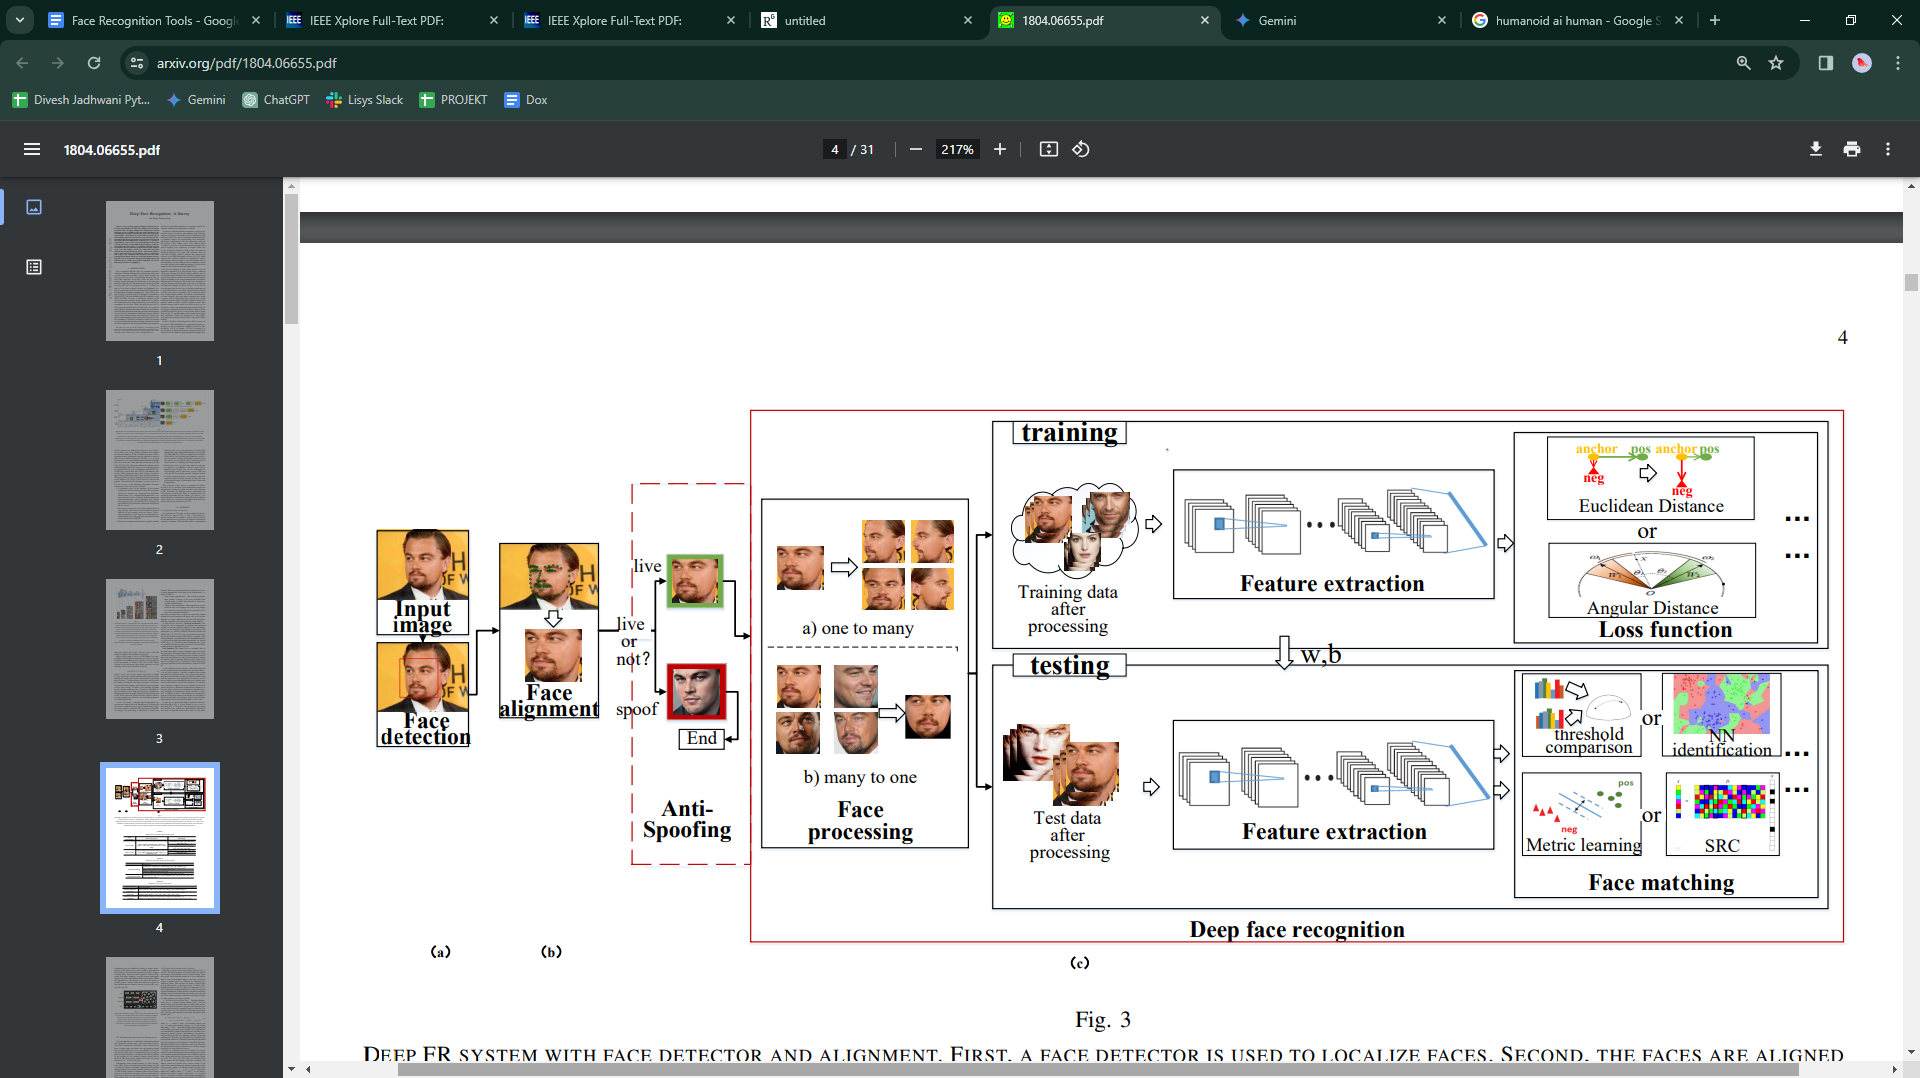 Face Recognition Tools - Googl
IEEE Xplore Full-Text PDF:
IEEE Xplore Full-Text PDF:
untitled
1804.06655.pdf
Gemini
humanoid ai human - Google S
arxiv.org/pdf/1804.06655.pdf
Divesh Jadhwani Pyt...
Gemini
ChatGPT
Lisys Slack
PROJEKT
Dox
1804.06655.pdf
4 / 31
217%
1
2
3
4
4
Input
image
Face
detection
(a)
Face
alignment
(b)
live
live
or
not?
spoof
End
Anti-
Spoofing
a) one to many
b) many to one
Face
processing
training
Training data
after
processing
Feature extraction
anchor pos anchor pos
neg
neg
Euclidean Distance
or
Angular Distance
Loss function
...
...
w,b
testing
Test data
after
processing
Feature extraction
threshold
comparison
or
NN
identification
...
pos
neg
Metric learning
or
SRC
...
Face matching
Deep face recognition
(c)
Fig. 3
DEEP FR SYSTEM WITH FACE DETECTOR AND ALIGNMENT. FIRST, A FACE DETECTOR IS USED TO LOCALIZE FACES. SECOND, THE FACES ARE ALIGNED